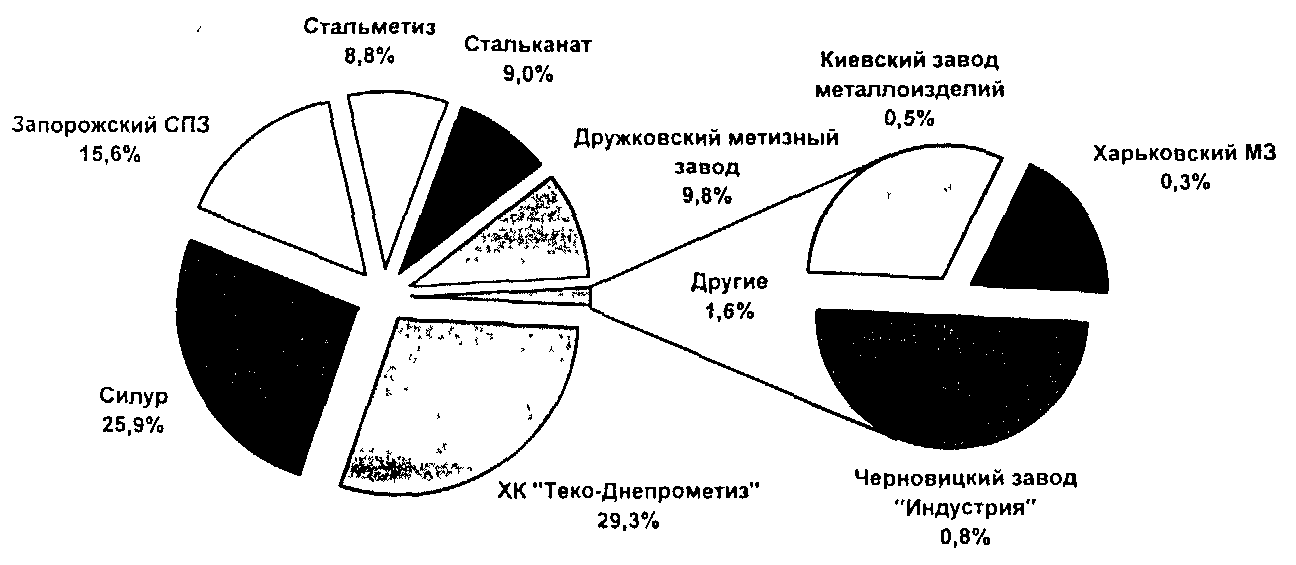 Стальметиз
8,8%
Стальканат
9,0%
Запорожский СПЗ
15,6%
Дружковский метизный
завод
9,8%
Киевский завод
металлоизделий
0,5%
Харьковский МЗ
0,3%
Другие
1,6%
Силур
25,9%
ХК "Теко-Днепрометиз"
29,3%
Черновицкий завод
"Индустрия"
0,8%